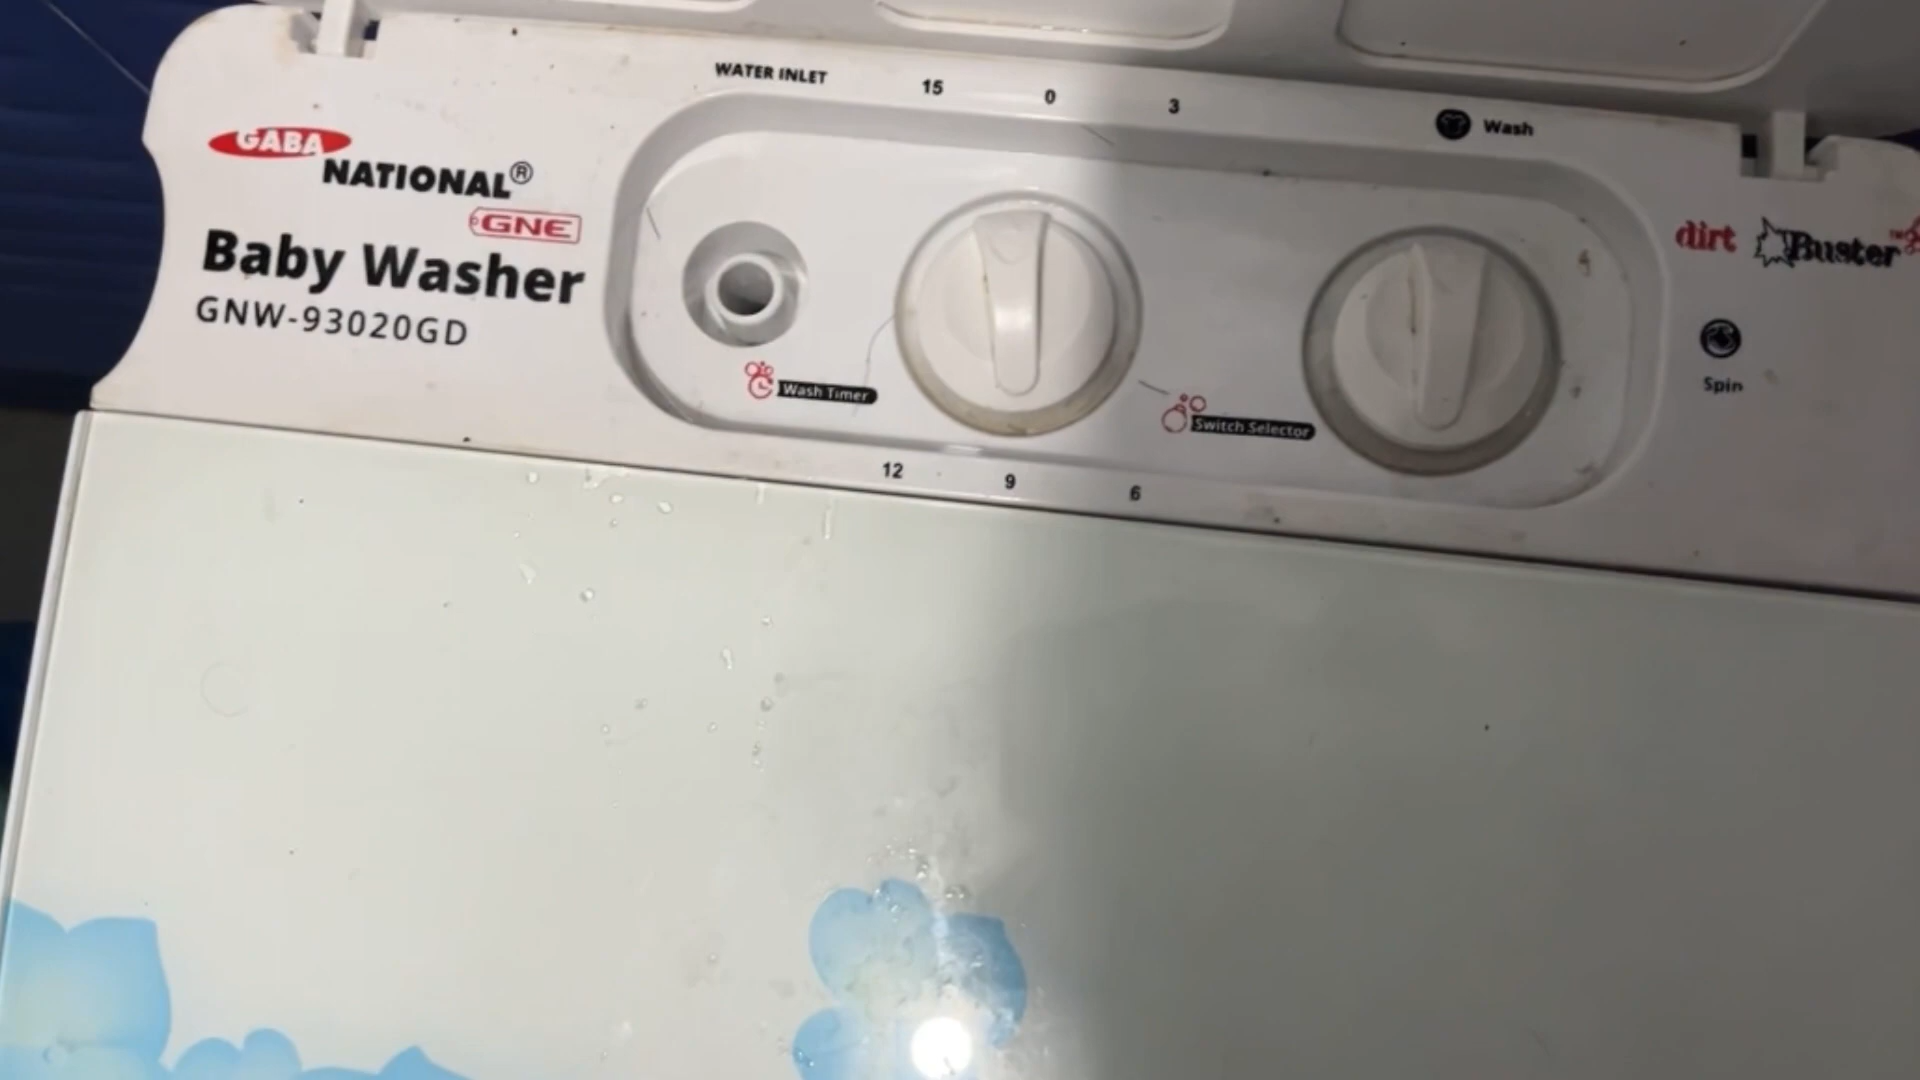 WATER INLET
15
0
3
Wash
GABA
NATIONAL®
GNE
Baby Washer
GNW-93020GD
dirt Buster™
Wash Timer
Switch Selector
Spin
12
9
6